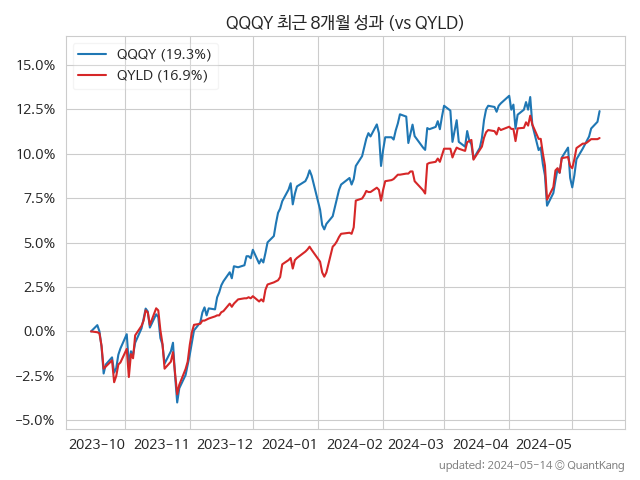 QQQY 최근 8개월 성과 (vs QYLD)
QQQY (19.3%)
QYLD (16.9%)
15.0%
12.5%
10.0%
7.5%
5.0%
2.5%
0.0%
−2.5%
−5.0%
2023-10 2023-11 2023-12 2024-01 2024-02 2024-03 2024-04 2024-05
updated: 2024-05-14 © QuantKang